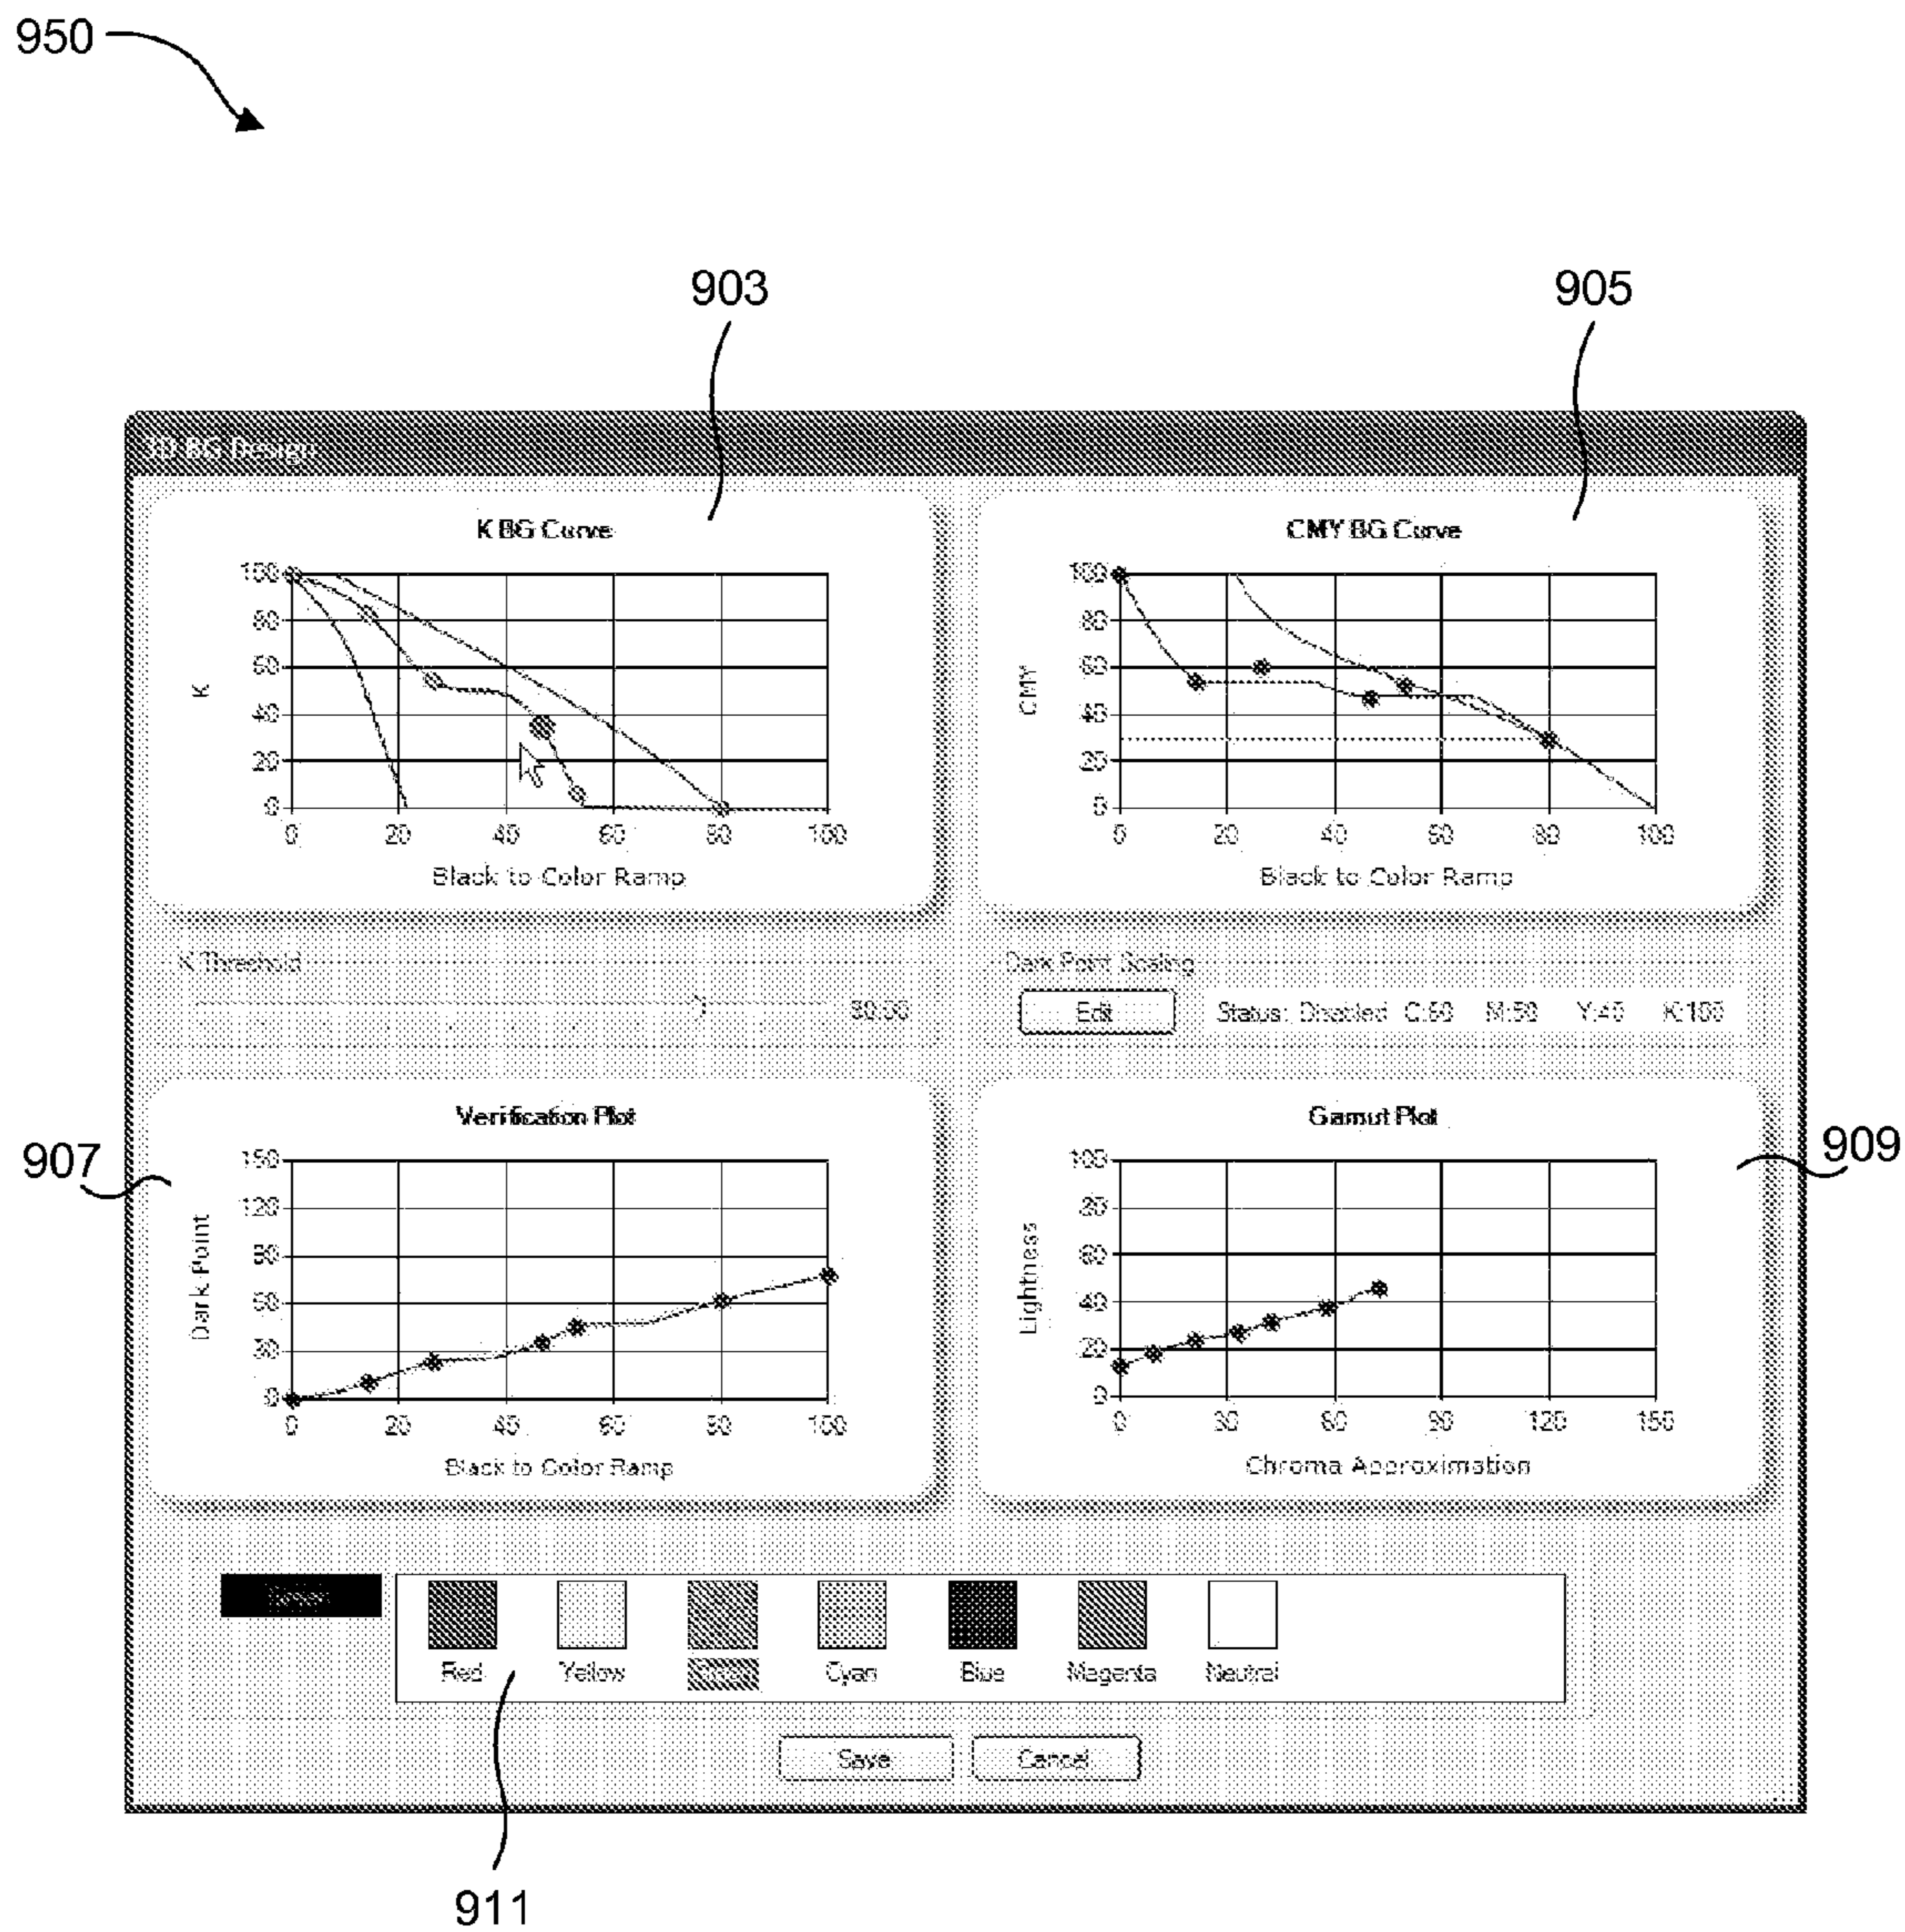 950
903
905
3D BG Design
K BG Curve
CMY BG Curve
K
100
80
60
40
20
0
0 20 40 60 80 100
Black to Color Ramp
CMY
100
80
60
40
20
0
0 20 40 60 80 100
Black to Color Ramp
K Threshold
80.00
Dark Point Scaling
Edit
Status: Disabled C:60 M:50 Y:40 K:100
907
909
Verification Plot
Gamut Plot
Dark Point
150
120
90
60
30
0
0 20 40 60 80 100
Black to Color Ramp
Lightness
100
80
60
40
20
0
0 30 60 90 120 150
Chroma Approximation
Green
Red Yellow Green Cyan Blue Magenta Neutral
Save Cancel
911